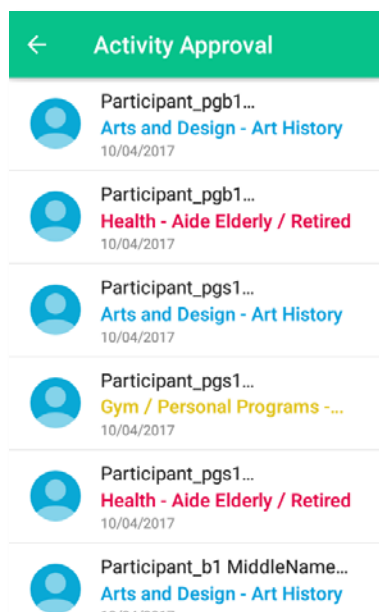 Activity Approval
Participant_pgb1...
Arts and Design - Art History
10/04/2017
Participant_pgb1...
Health - Aide Elderly / Retired
10/04/2017
Participant_pgs1...
Arts and Design - Art History
10/04/2017
Participant_pgs1...
Gym / Personal Programs -...
10/04/2017
Participant_pgs1...
Health - Aide Elderly / Retired
10/04/2017
Participant_b1 MiddleName...
Arts and Design - Art History